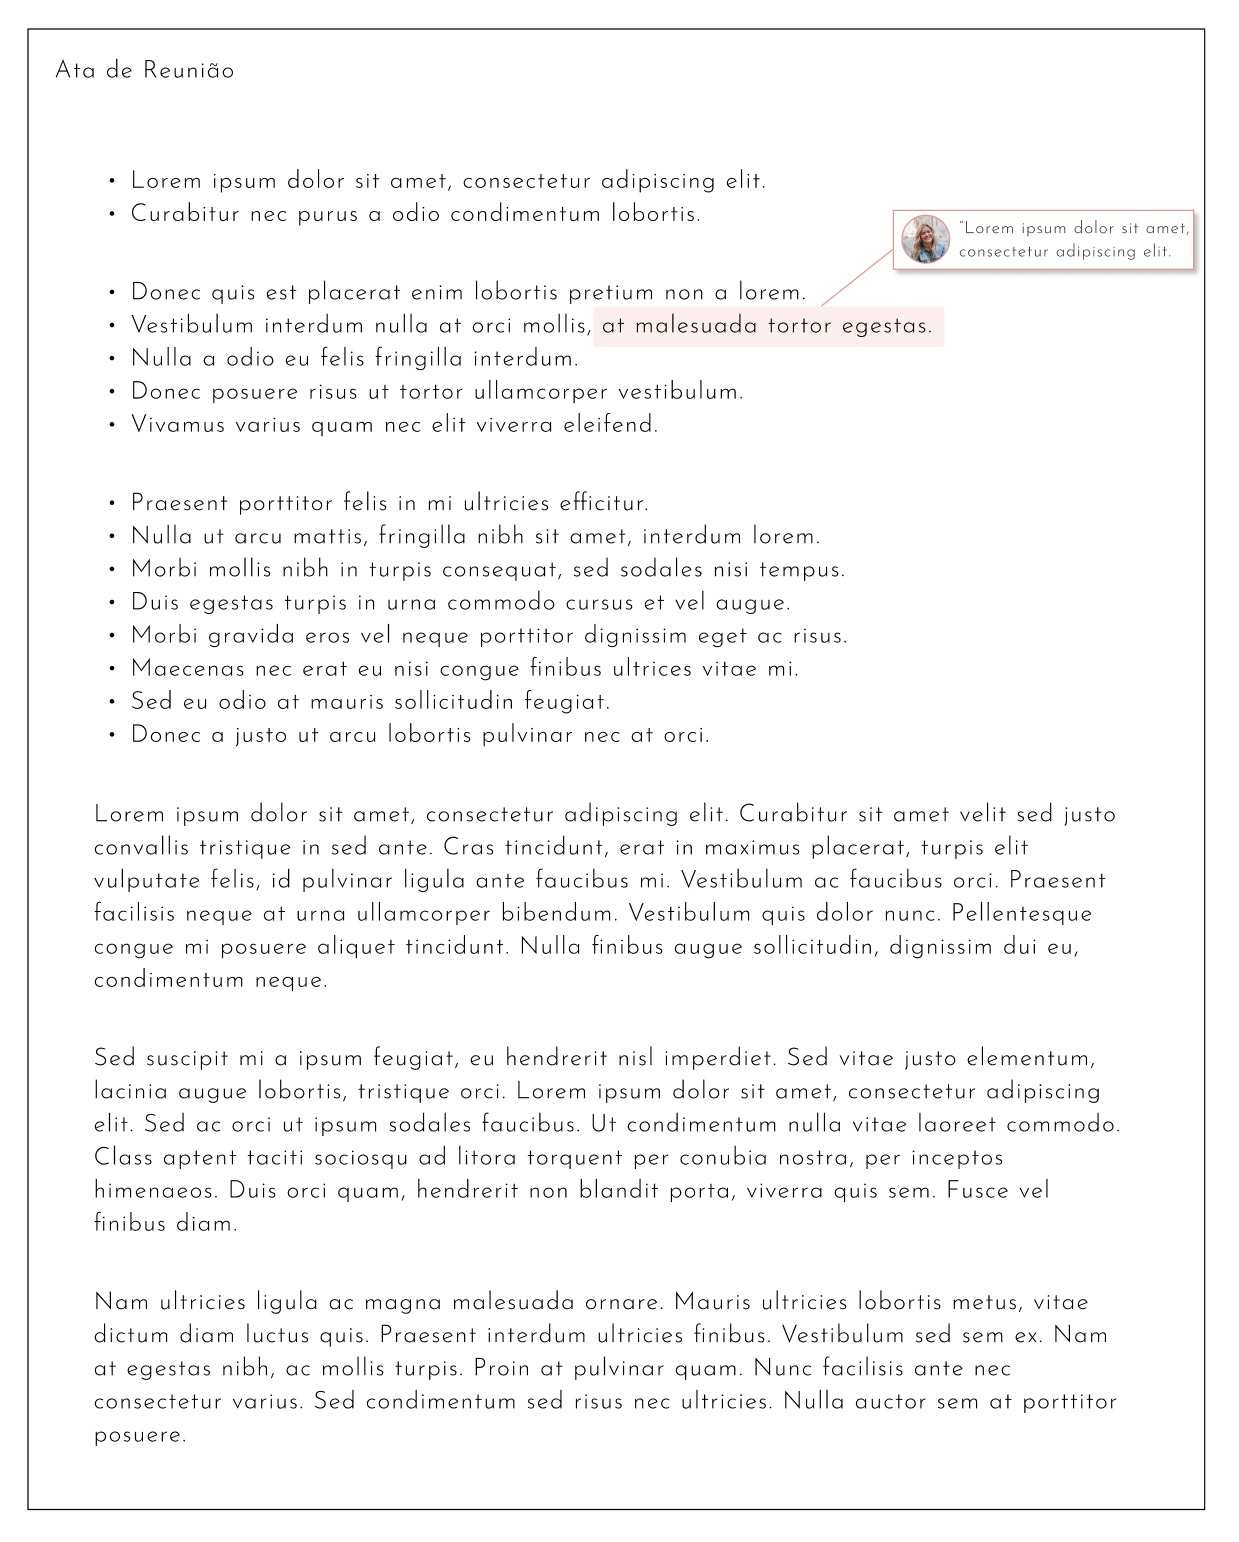 Ata de Reunião
• Lorem ipsum dolor sit amet, consectetur adipiscing elit.
• Curabitur nec purus a odio condimentum lobortis.
"Lorem ipsum dolor sit amet,
consectetur adipiscing elit.
• Donec quis est placerat enim lobortis pretium non a lorem.
• Vestibulum interdum nulla at orci mollis, at malesuada tortor egestas.
• Nulla a odio eu felis fringilla interdum.
• Donec posuere risus ut tortor ullamcorper vestibulum.
• Vivamus varius quam nec elit viverra eleifend.
• Praesent porttitor felis in mi ultricies efficitur.
• Nulla ut arcu mattis, fringilla nibh sit amet, interdum lorem.
• Morbi mollis nibh in turpis consequat, sed sodales nisi tempus.
• Duis egestas turpis in urna commodo cursus et vel augue.
• Morbi gravida eros vel neque porttitor dignissim eget ac risus.
• Maecenas nec erat eu nisi congue finibus ultrices vitae mi.
• Sed eu odio at mauris sollicitudin feugiat.
• Donec a justo ut arcu lobortis pulvinar nec at orci.
Lorem ipsum dolor sit amet, consectetur adipiscing elit. Curabitur sit amet velit sed justo
convallis tristique in sed ante. Cras tincidunt, erat in maximus placerat, turpis elit
vulputate felis, id pulvinar ligula ante faucibus mi. Vestibulum ac faucibus orci. Praesent
facilisis neque at urna ullamcorper bibendum. Vestibulum quis dolor nunc. Pellentesque
congue mi posuere aliquet tincidunt. Nulla finibus augue sollicitudin, dignissim dui eu,
condimentum neque.
Sed suscipit mi a ipsum feugiat, eu hendrerit nisl imperdiet. Sed vitae justo elementum,
lacinia augue lobortis, tristique orci. Lorem ipsum dolor sit amet, consectetur adipiscing
elit. Sed ac orci ut ipsum sodales faucibus. Ut condimentum nulla vitae laoreet commodo.
Class aptent taciti sociosqu ad litora torquent per conubia nostra, per inceptos
himenaeos. Duis orci quam, hendrerit non blandit porta, viverra quis sem. Fusce vel
finibus diam.
Nam ultricies ligula ac magna malesuada ornare. Mauris ultricies lobortis metus, vitae
dictum diam luctus quis. Praesent interdum ultricies finibus. Vestibulum sed sem ex. Nam
at egestas nibh, ac mollis turpis. Proin at pulvinar quam. Nunc facilisis ante nec
consectetur varius. Sed condimentum sed risus nec ultricies. Nulla auctor sem at porttitor
posuere.